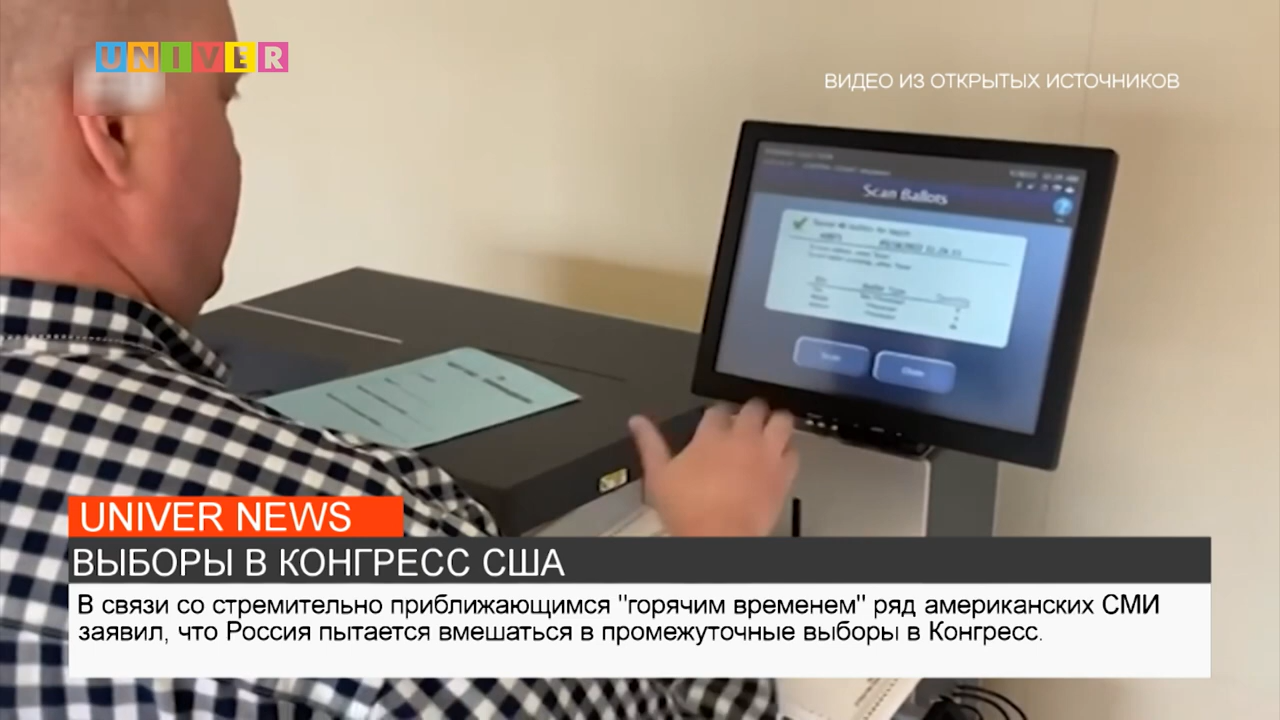 UNIVER
ВИДЕО ИЗ ОТКРЫТЫХ ИСТОЧНИКОВ
Scan Ballots
UNIVER NEWS
ВЫБОРЫ В КОНГРЕСС США
В связи со стремительно приближающимся "горячим временем" ряд американских СМИ
заявил, что Россия пытается вмешаться в промежуточные выборы в Конгресс.